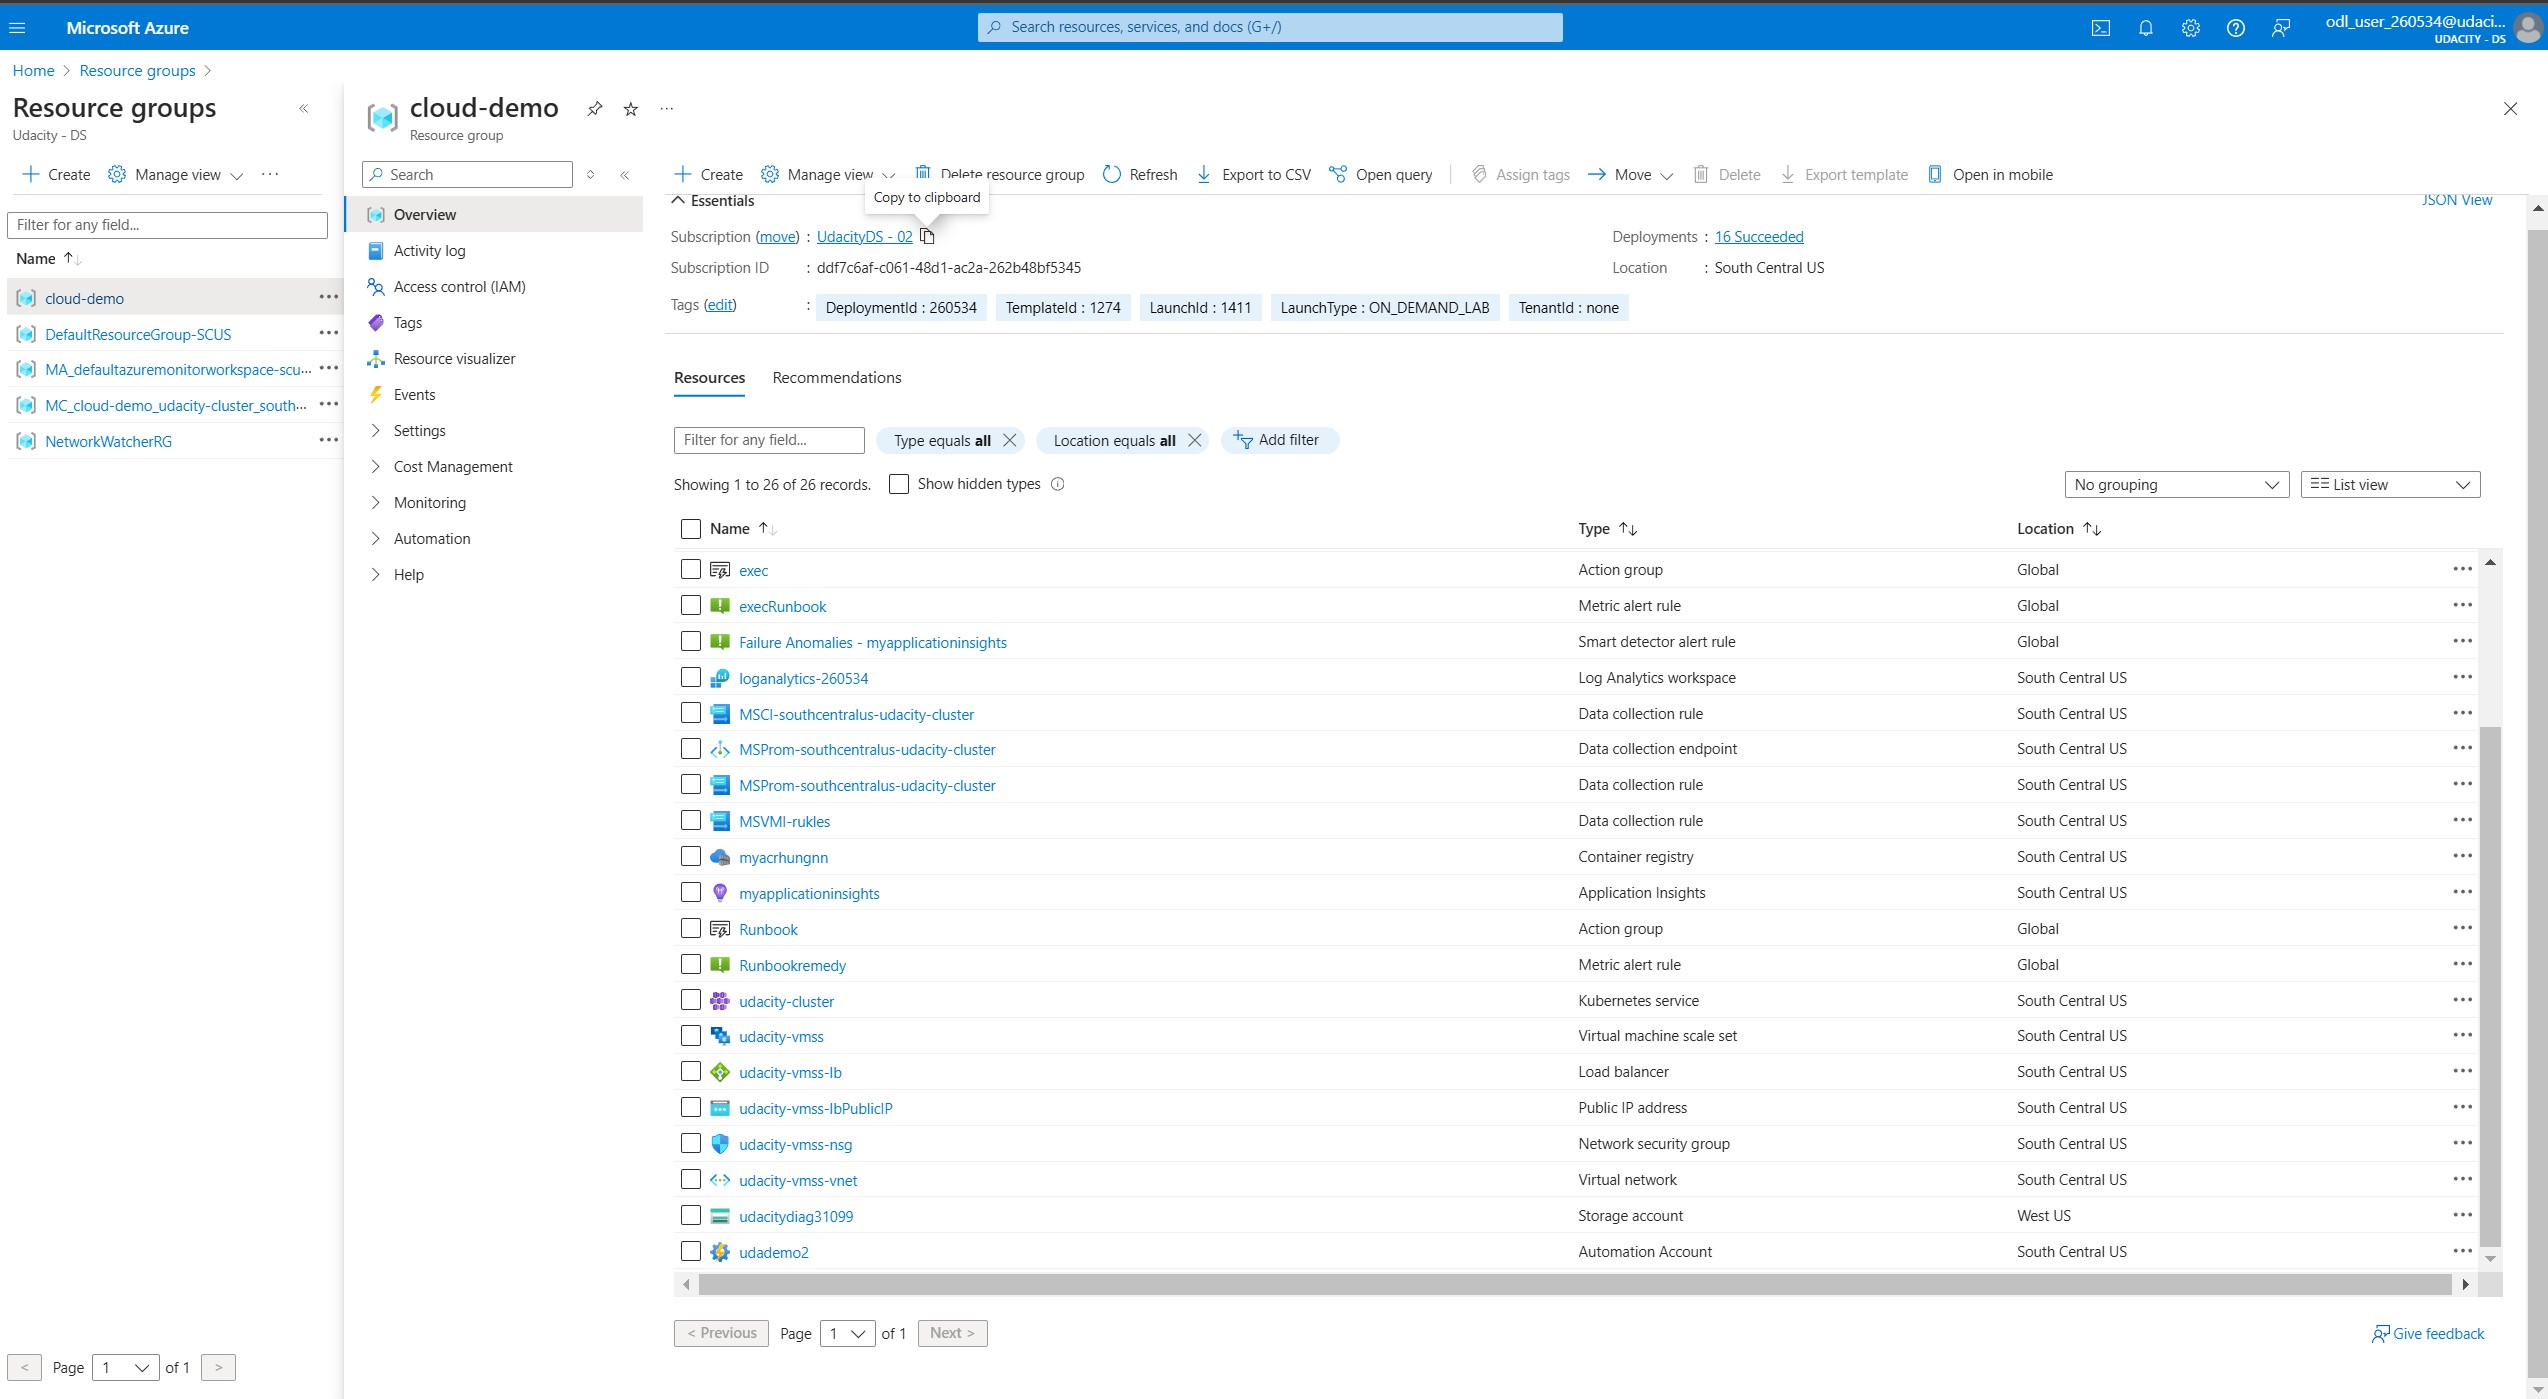 Microsoft Azure
Search resources, services, and docs (G+/)
odl_user_260534@udaci...
UDACITY - DS
Home > Resource groups >
Resource groups
Udacity - DS
Create Manage view ...
Filter for any field...
Name
cloud-demo
DefaultResourceGroup-SCUS
MA_defaultazuremonitorworkspace-scu...
MC_cloud-demo_udacity-cluster_south...
NetworkWatcherRG
< Page 1 of 1 >
cloud-demo
Resource group
Search
Overview
Activity log
Access control (IAM)
Tags
Resource visualizer
Events
Settings
Cost Management
Monitoring
Automation
Help
Create Manage view Delete resource group Refresh Export to CSV Open query Assign tags Move Delete Export template Open in mobile
Copy to clipboard
Essentials JSON View
Subscription (move) : UdacityDS - 02 Deployments : 16 Succeeded
Subscription ID : ddf7c6af-c061-48d1-ac2a-262b48bf5345 Location : South Central US
Tags (edit) : DeploymentId : 260534 TemplateId : 1274 LaunchId : 1411 LaunchType : ON_DEMAND_LAB TenantId : none
Resources Recommendations
Filter for any field... Type equals all Location equals all Add filter
Showing 1 to 26 of 26 records. Show hidden types No grouping List view
Name Type Location
exec Action group Global
execRunbook Metric alert rule Global
Failure Anomalies - myapplicationinsights Smart detector alert rule Global
loganalytics-260534 Log Analytics workspace South Central US
MSCI-southcentralus-udacity-cluster Data collection rule South Central US
MSProm-southcentralus-udacity-cluster Data collection endpoint South Central US
MSProm-southcentralus-udacity-cluster Data collection rule South Central US
MSVMI-rukles Data collection rule South Central US
myacrhungnn Container registry South Central US
myapplicationinsights Application Insights South Central US
Runbook Action group Global
Runbookremedy Metric alert rule Global
udacity-cluster Kubernetes service South Central US
udacity-vmss Virtual machine scale set South Central US
udacity-vmss-lb Load balancer South Central US
udacity-vmss-lbPublicIP Public IP address South Central US
udacity-vmss-nsg Network security group South Central US
udacity-vmss-vnet Virtual network South Central US
udacitydiag31099 Storage account West US
udademo2 Automation Account South Central US
< Previous Page 1 of 1 Next > Give feedback